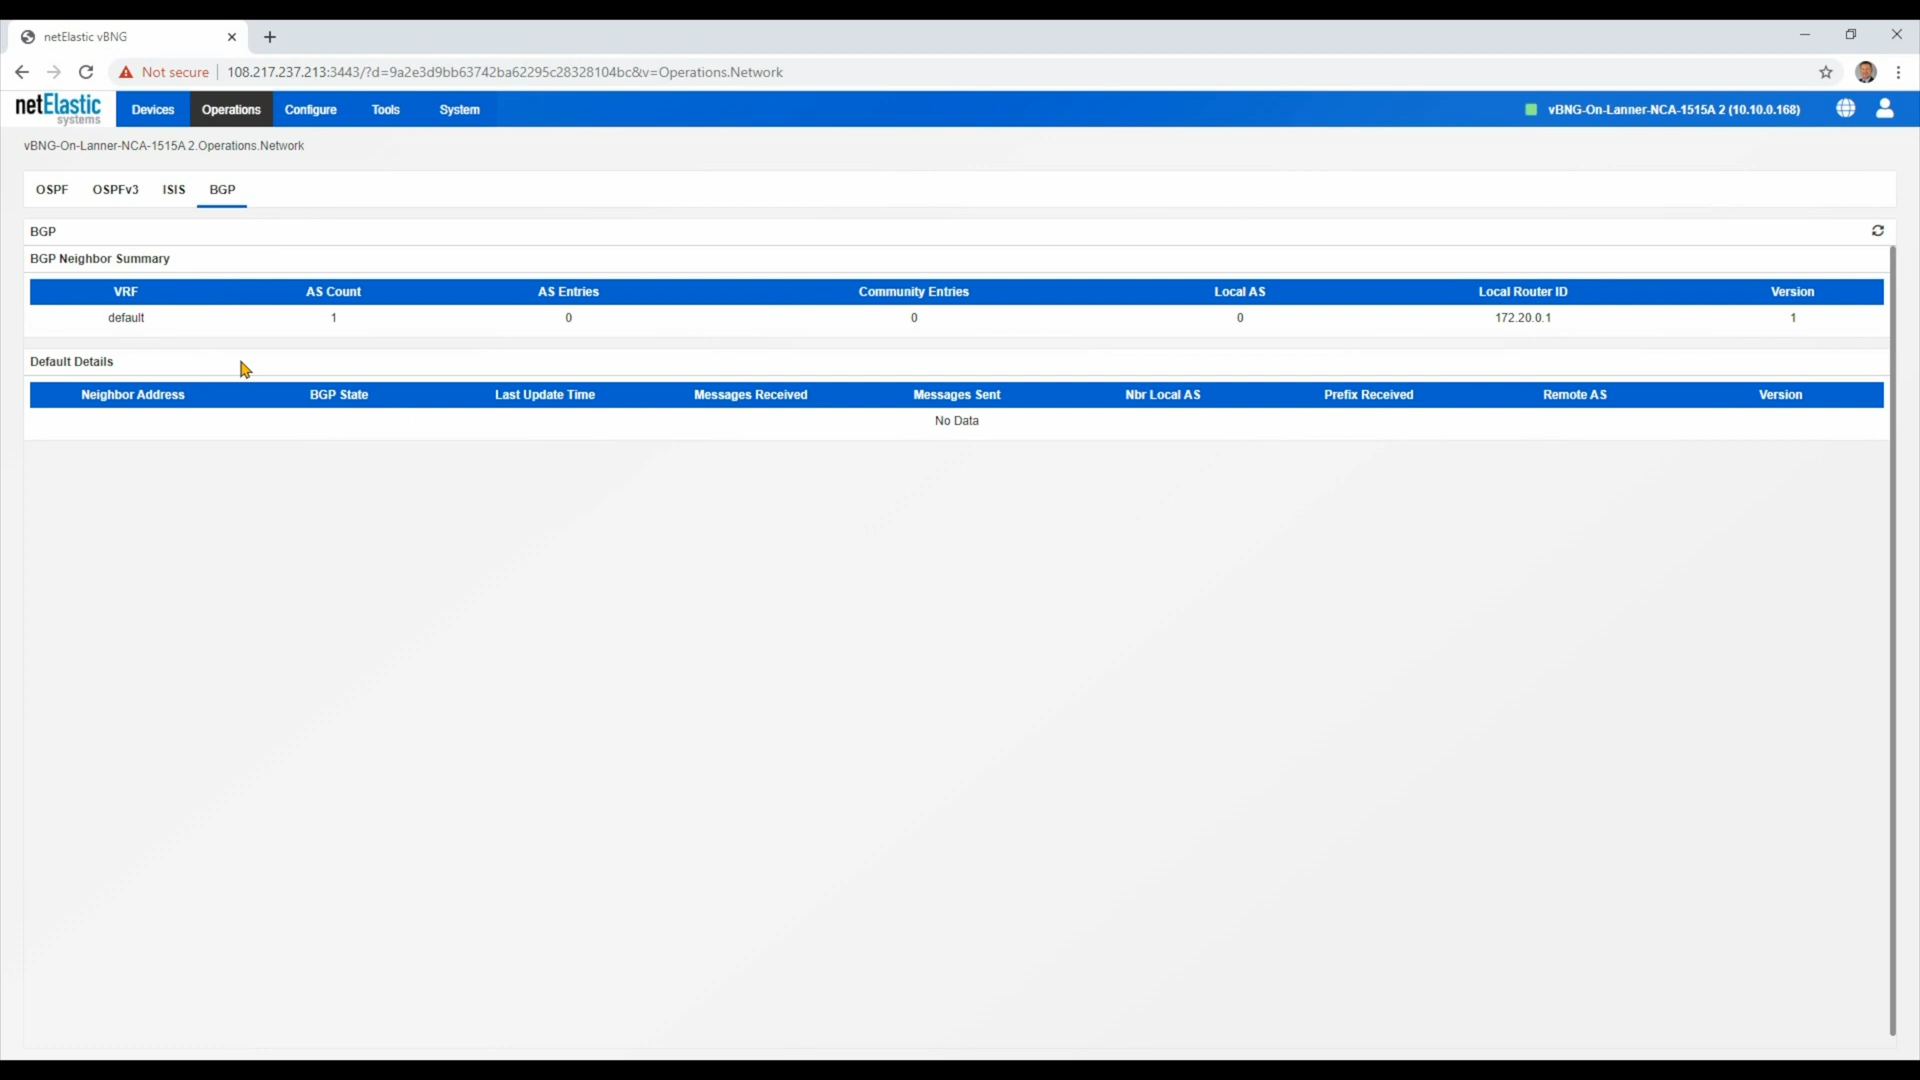 netElastic vBNG
Not secure 108.217.237.213:3443/?d=9a2e3d9bb63742ba62295c28328104bc&v=Operations.Network
netElastic systems
Devices Operations Configure Tools System vBNG-On-Lanner-NCA-1515A 2 (10.10.0.168)
vBNG-On-Lanner-NCA-1515A 2.Operations.Network
OSPF OSPFv3 ISIS BGP
BGP
BGP Neighbor Summary
VRF AS Count AS Entries Community Entries Local AS Local Router ID Version
default 1 0 0 0 172.20.0.1 1
Default Details
Neighbor Address BGP State Last Update Time Messages Received Messages Sent Nbr Local AS Prefix Received Remote AS Version
No Data